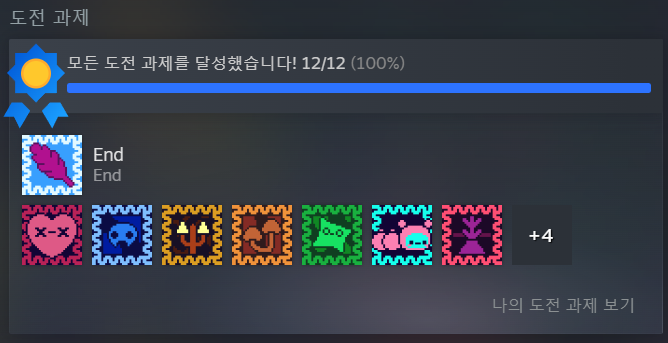 도전 과제
모든 도전 과제를 달성했습니다! 12/12 (100%)
End
End
+4
나의 도전 과제 보기